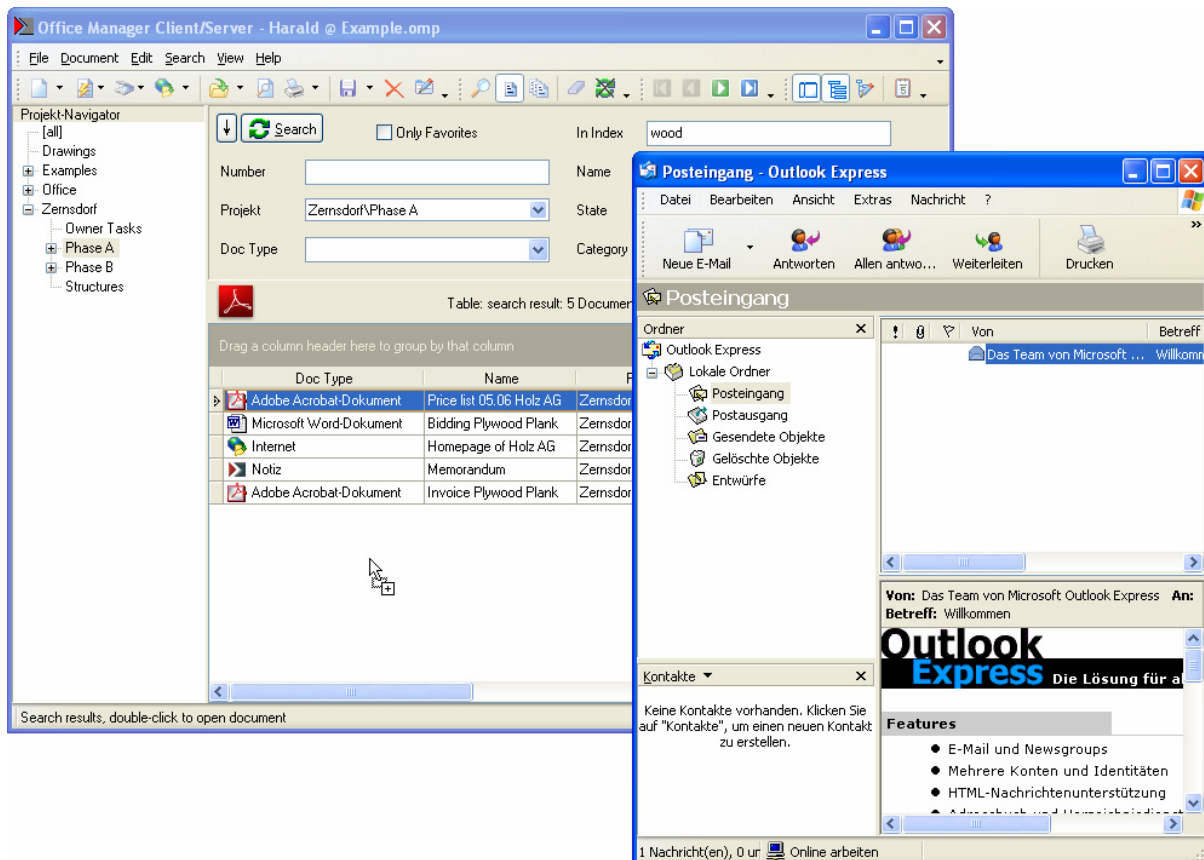 Office Manager Client/Server - Harald @ Example.omp
File Document Edit Search View Help
Projekt-Navigator
[all]
Drawings
Examples
Office
Zernsdorf
Owner Tasks
Phase A
Phase B
Structures
Search
Only Favorites
In Index wood
Number
Name
Projekt Zernsdorf\Phase A
State
Doc Type
Category
Table: search result: 5 Documen
Drag a column header here to group by that column
Doc Type Name
Adobe Acrobat-Dokument Price list 05.06 Holz AG Zernsdor
Microsoft Word-Dokument Bidding Plywood Plank Zernsdor
Internet Homepage of Holz AG Zernsdor
Notiz Memorandum Zernsdor
Adobe Acrobat-Dokument Invoice Plywood Plank Zernsdor
Search results, double-click to open document
Posteingang - Outlook Express
Datei Bearbeiten Ansicht Extras Nachricht ?
Neue E-Mail Antworten Allen antwo... Weiterleiten Drucken
Posteingang
Ordner
Outlook Express
Lokale Ordner
Posteingang
Postausgang
Gesendete Objekte
Gelöschte Objekte
Entwürfe
Von Betreff
Das Team von Microsoft ... Willkomm
Von: Das Team von Microsoft Outlook Express An:
Betreff: Willkommen
Outlook
Express Die Lösung für a
Features
E-Mail und Newsgroups
Mehrere Konten und Identitäten
HTML-Nachrichtenunterstützung
Kontakte
Keine Kontakte vorhanden. Klicken Sie
auf "Kontakte", um einen neuen Kontakt
zu erstellen.
1 Nachricht(en), 0 ur Online arbeiten